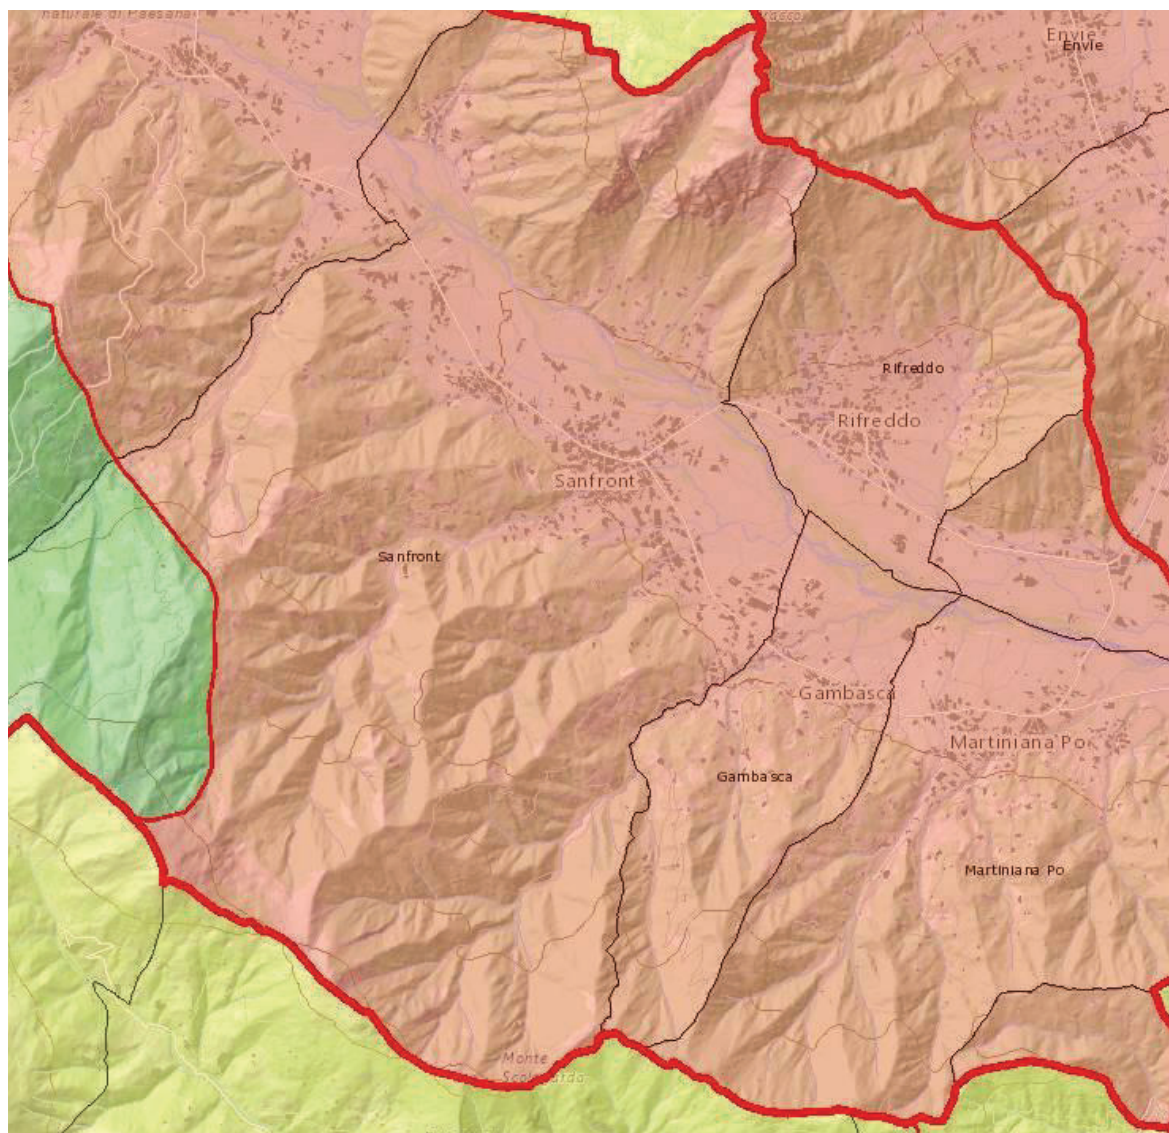 naturale di Paesana
Envie
Envie
Rifreddo
Rifreddo
Sanfront
Sanfront
Gambasca
Martiniana Po
Gambasca
Martiniana Po
Monte